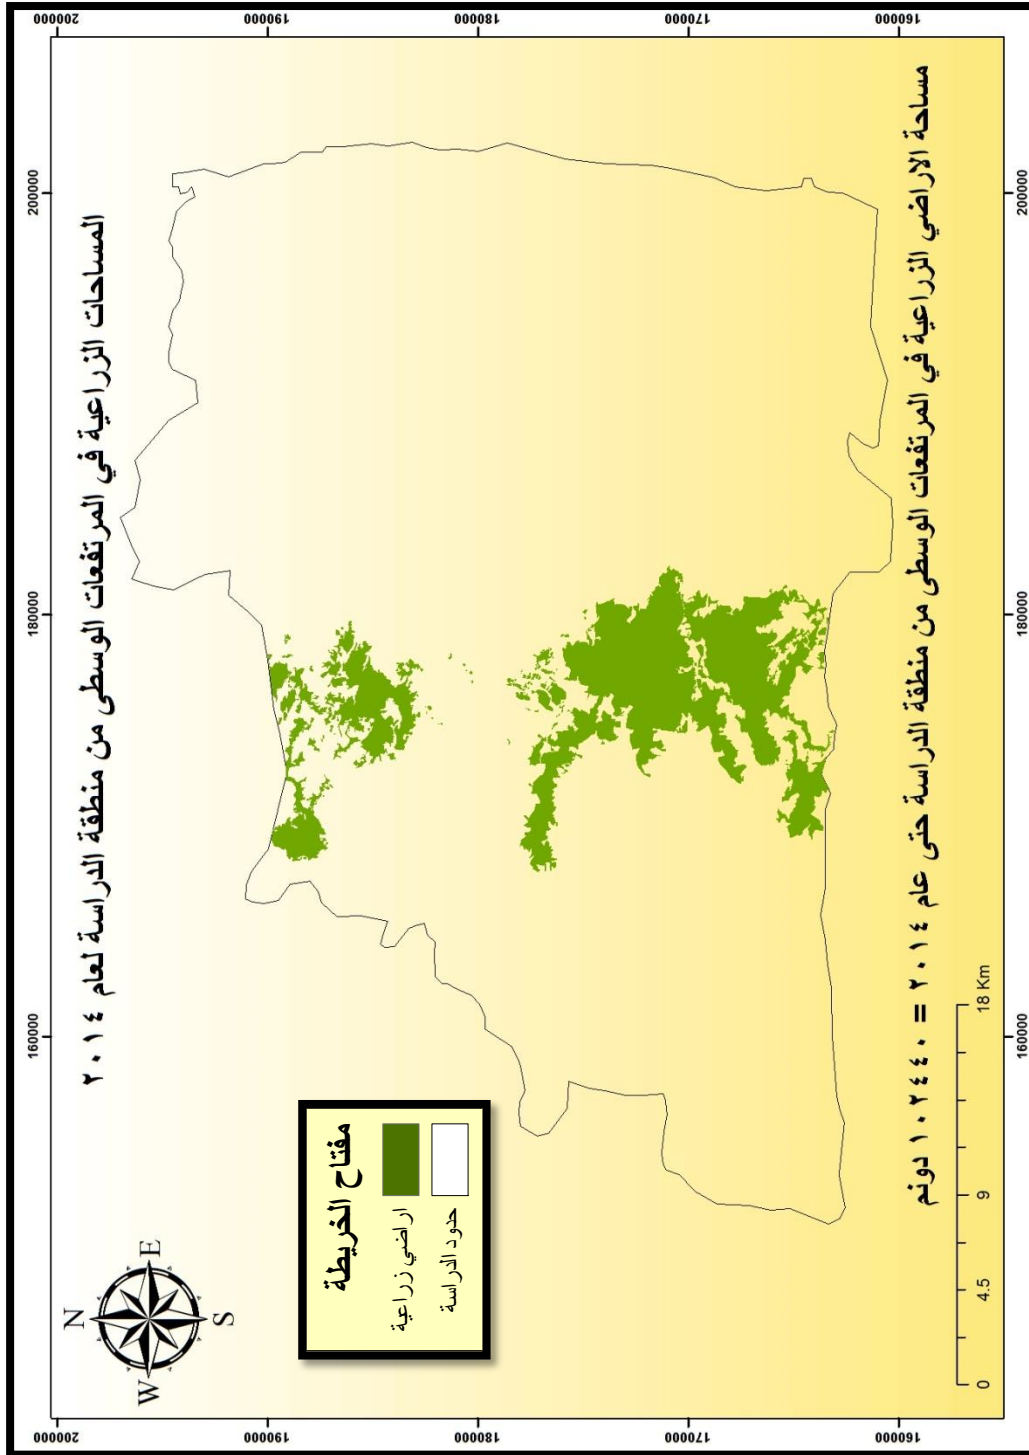 المساحات الزراعية في المرتفعات الوسطى من منطقة الدراسة لعام ٢٠١٤
160000
180000
200000
200000
190000
180000
170000
160000
200000
190000
180000
170000
160000
N
W
E
S
مفتاح الخريطة
اراضي زراعية
حدود الدراسة
0
4.5
9
18 Km
مساحة الاراضي الزراعية في المرتفعات الوسطى من منطقة الدراسة حتى عام ٢٠١٤ = ١٠٢٤٤٠ دونم
160000
180000
200000